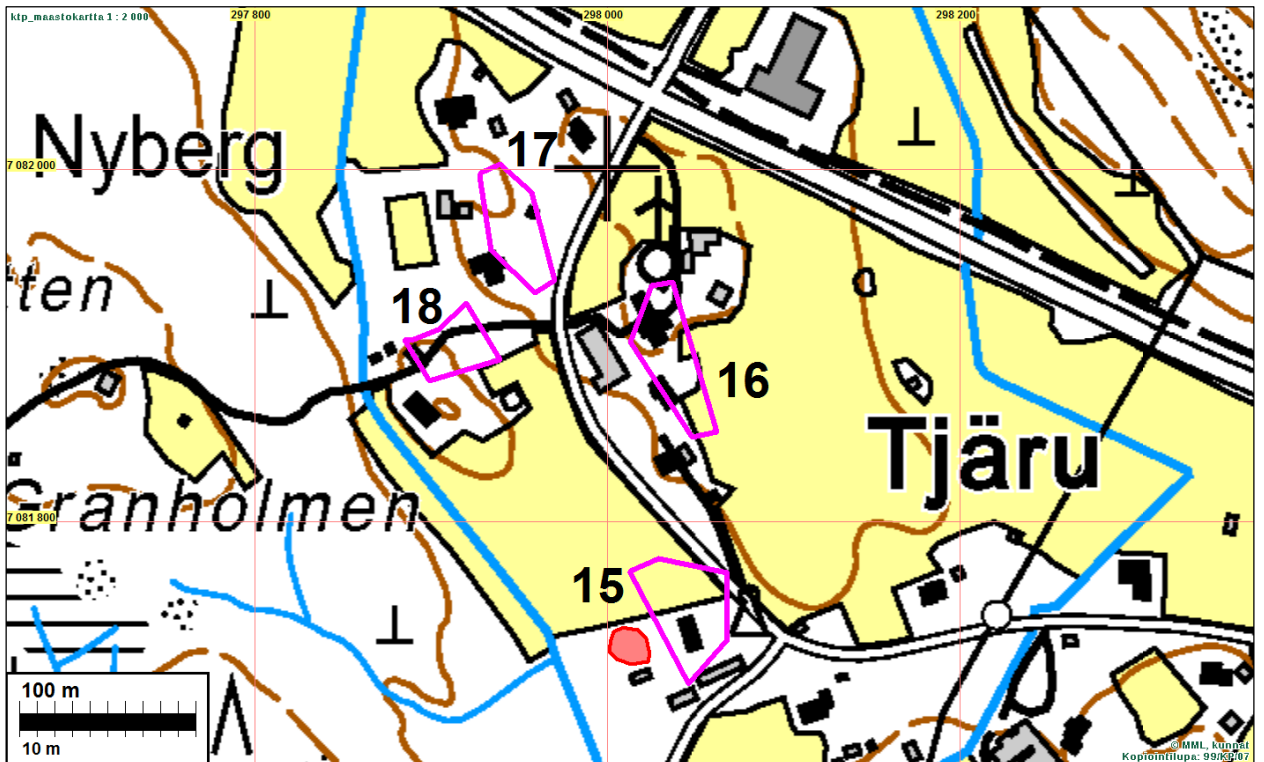 ktp_maastokartta 1 : 2 000
297 800
298 000
298 200
Nyberg
17
7 082 000
tten
18
16
Tjäru
Granholmen
7 081 800
15
100 m
10 m
© MML, kunnat
Kopiointilupa: 99/KP/07